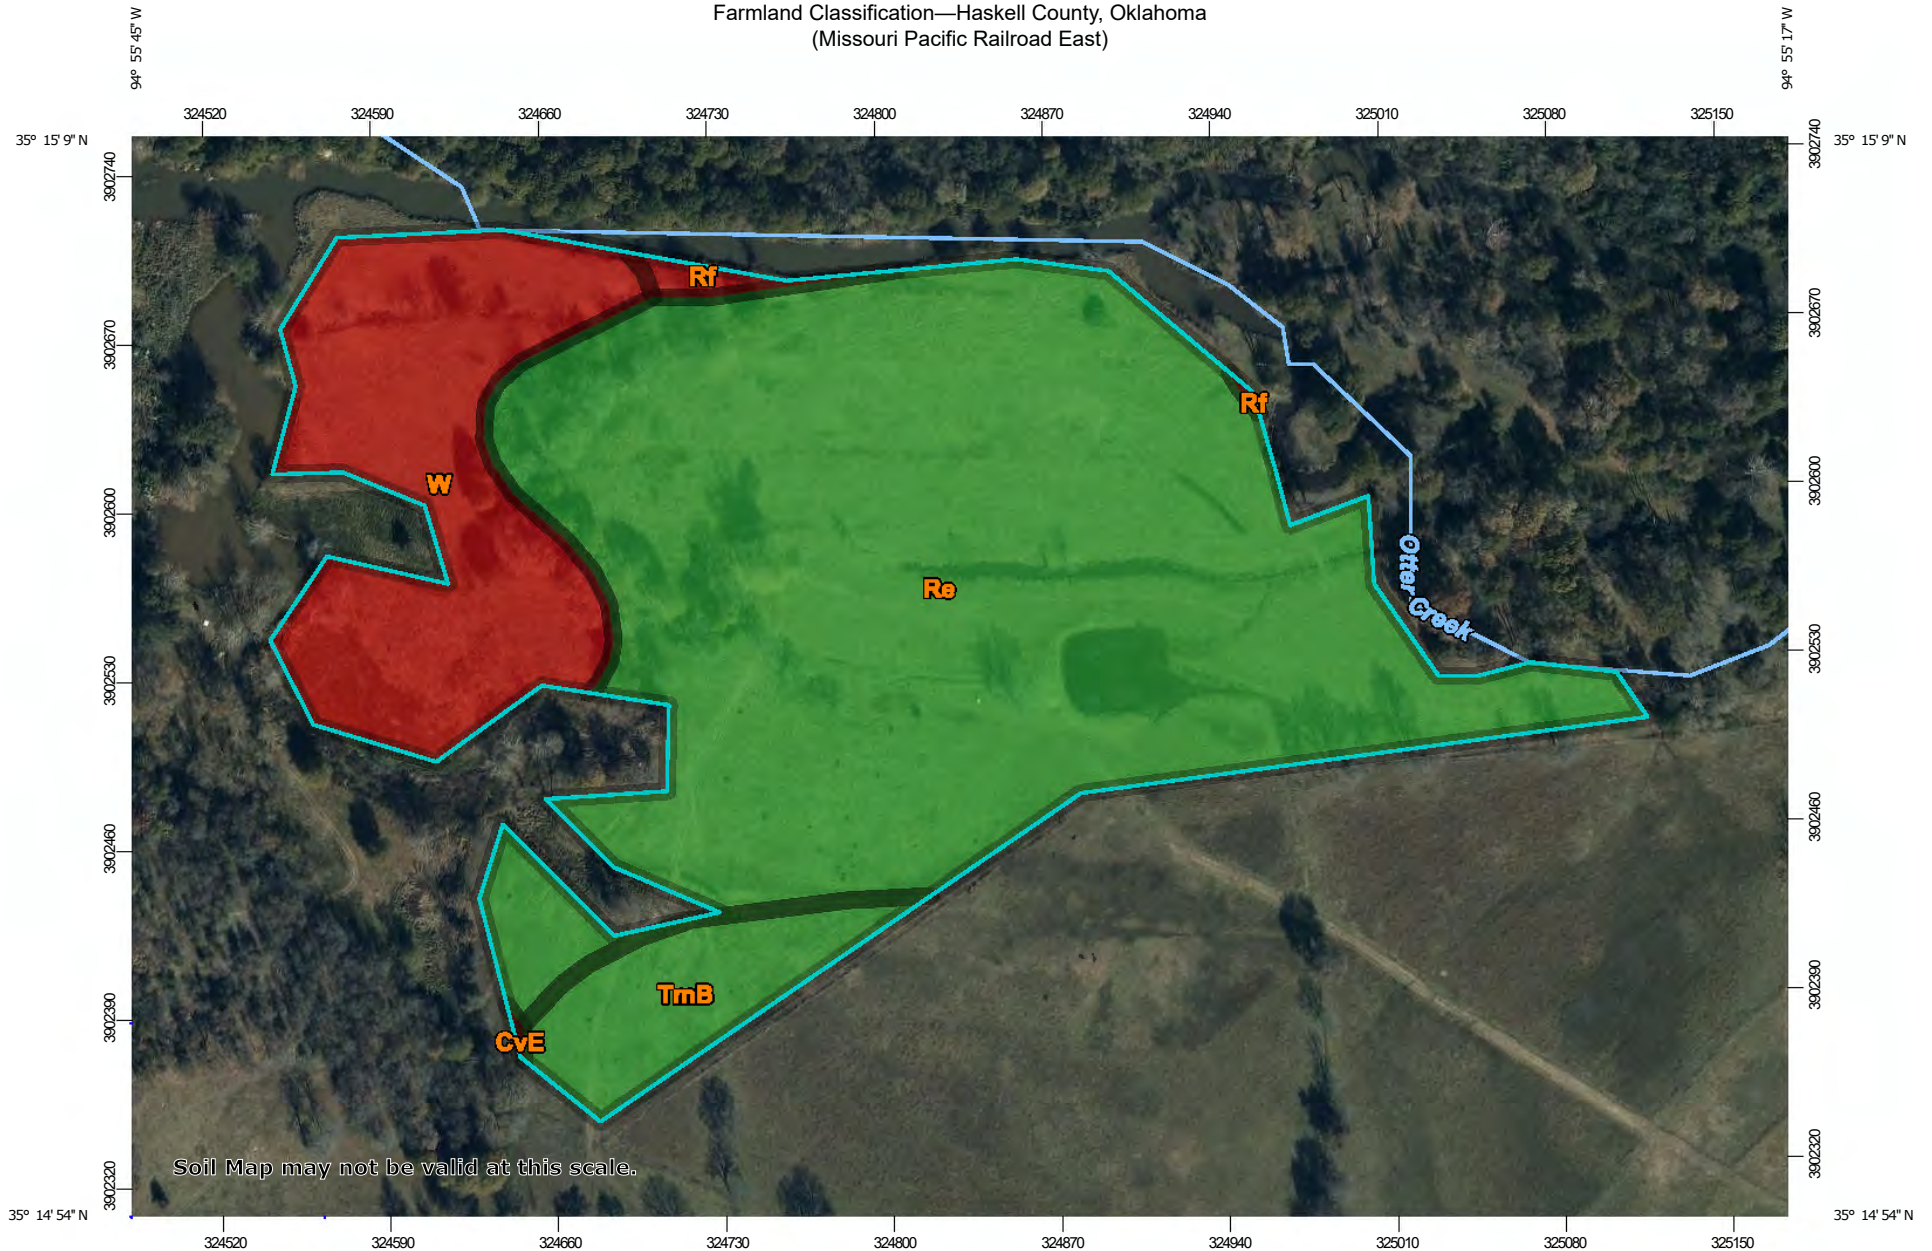 Farmland Classification—Haskell County, Oklahoma
(Missouri Pacific Railroad East)
94° 55' 45'' W
94° 55' 17'' W
324520 324590 324660 324730 324800 324870 324940 325010 325080 325150
35° 15' 9'' N
35° 15' 9'' N
3902740
3902740
3902670
3902670
3902600
3902600
3902530
3902530
3902460
3902460
3902390
3902390
3902320
3902320
Rf
Rf
W
Re
Otter Creek
TmB
CvE
Soil Map may not be valid at this scale.
35° 14' 54'' N
35° 14' 54'' N
324520 324590 324660 324730 324800 324870 324940 325010 325080 325150